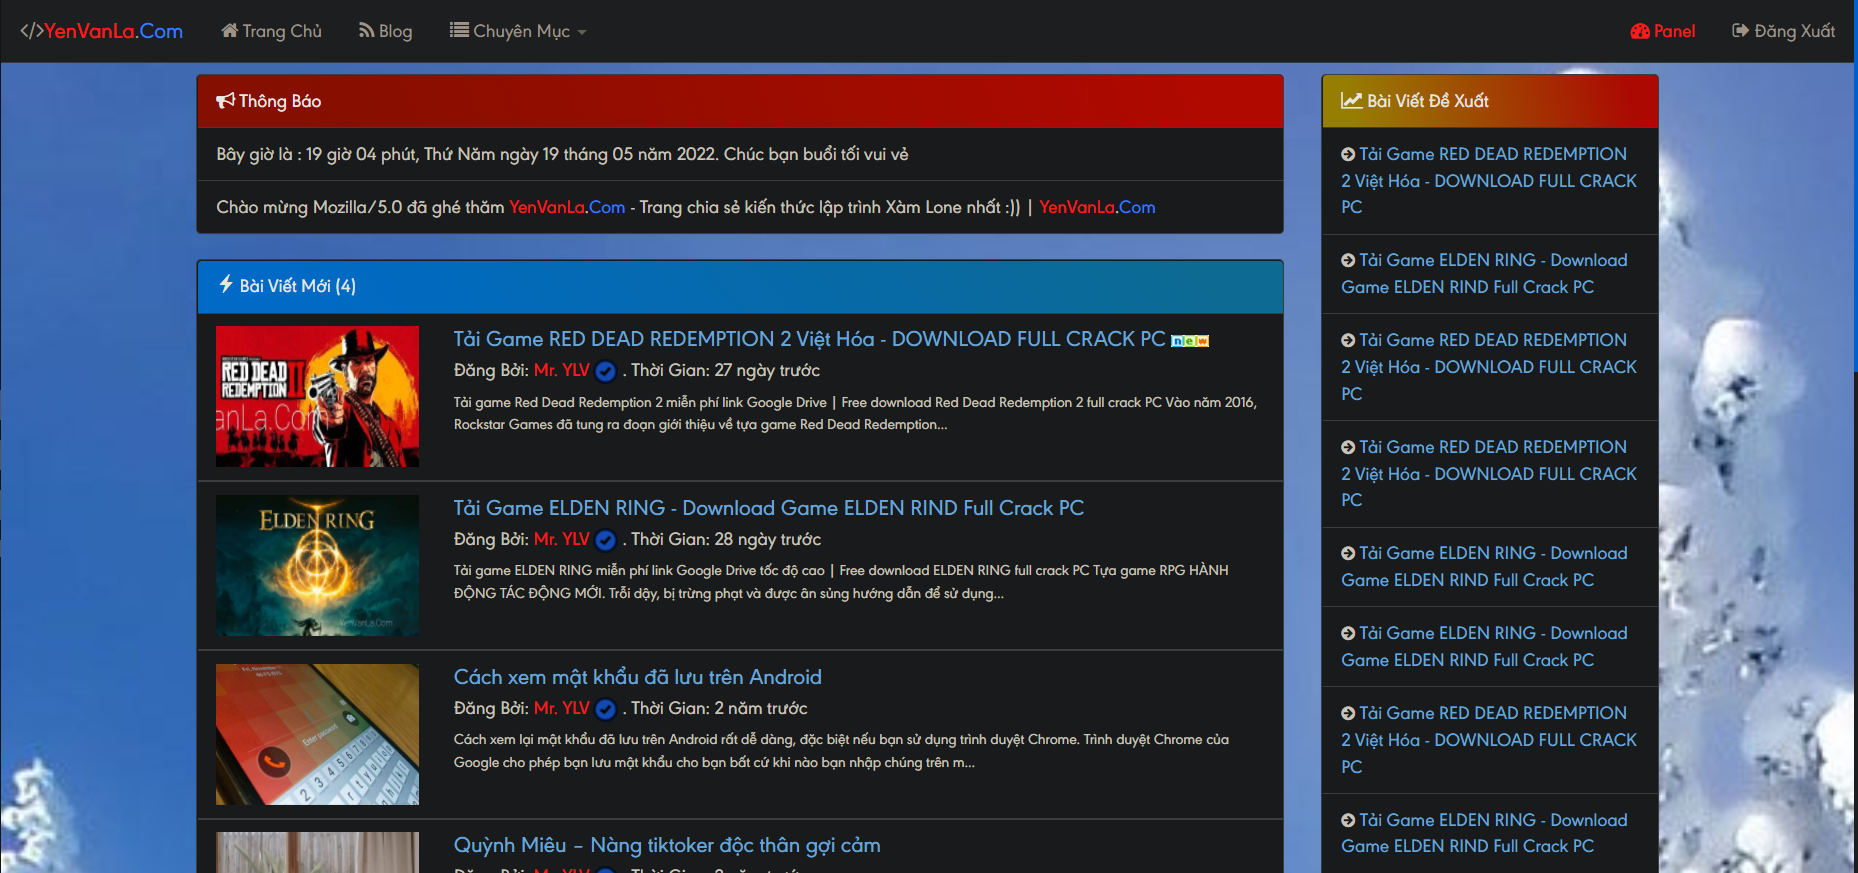 </>YenVanLa.Com Trang Chủ Blog Chuyên Mục Panel Đăng Xuất
Thông Báo
Bây giờ là : 19 giờ 04 phút, Thứ Năm ngày 19 tháng 05 năm 2022. Chúc bạn buổi tối vui vẻ
Chào mừng Mozilla/5.0 đã ghé thăm YenVanLa.Com - Trang chia sẻ kiến thức lập trình Xàm Lone nhất :)) | YenVanLa.Com
Bài Viết Mới (4)
RED DEAD
REDEMPTION II
anLa.Com
Tải Game RED DEAD REDEMPTION 2 Việt Hóa - DOWNLOAD FULL CRACK PC new
Đăng Bởi: Mr. YLV . Thời Gian: 27 ngày trước
Tải game Red Dead Redemption 2 miễn phí link Google Drive | Free download Red Dead Redemption 2 full crack PC Vào năm 2016,
Rockstar Games đã tung ra đoạn giới thiệu về tựa game Red Dead Redemption...
ELDEN RING
YenVanLa.Com
Tải Game ELDEN RING - Download Game ELDEN RIND Full Crack PC
Đăng Bởi: Mr. YLV . Thời Gian: 28 ngày trước
Tải game ELDEN RING miễn phí link Google Drive tốc độ cao | Free download ELDEN RING full crack PC Tựa game RPG HÀNH
ĐỘNG TÁC ĐỘNG MỚI. Trỗi dậy, bị trừng phạt và được ân sủng hướng dẫn để sử dụng...
Enter password
Cách xem mật khẩu đã lưu trên Android
Đăng Bởi: Mr. YLV . Thời Gian: 2 năm trước
Cách xem lại mật khẩu đã lưu trên Android rất dễ dàng, đặc biệt nếu bạn sử dụng trình duyệt Chrome. Trình duyệt Chrome của
Google cho phép bạn lưu mật khẩu cho bạn bất cứ khi nào bạn nhập chúng trên m...
Quỳnh Miêu – Nàng tiktoker độc thân gợi cảm
Bài Viết Đề Xuất
Tải Game RED DEAD REDEMPTION
2 Việt Hóa - DOWNLOAD FULL CRACK
PC
Tải Game ELDEN RING - Download
Game ELDEN RIND Full Crack PC
Tải Game RED DEAD REDEMPTION
2 Việt Hóa - DOWNLOAD FULL CRACK
PC
Tải Game RED DEAD REDEMPTION
2 Việt Hóa - DOWNLOAD FULL CRACK
PC
Tải Game ELDEN RING - Download
Game ELDEN RIND Full Crack PC
Tải Game ELDEN RING - Download
Game ELDEN RIND Full Crack PC
Tải Game RED DEAD REDEMPTION
2 Việt Hóa - DOWNLOAD FULL CRACK
PC
Tải Game ELDEN RING - Download
Game ELDEN RIND Full Crack PC